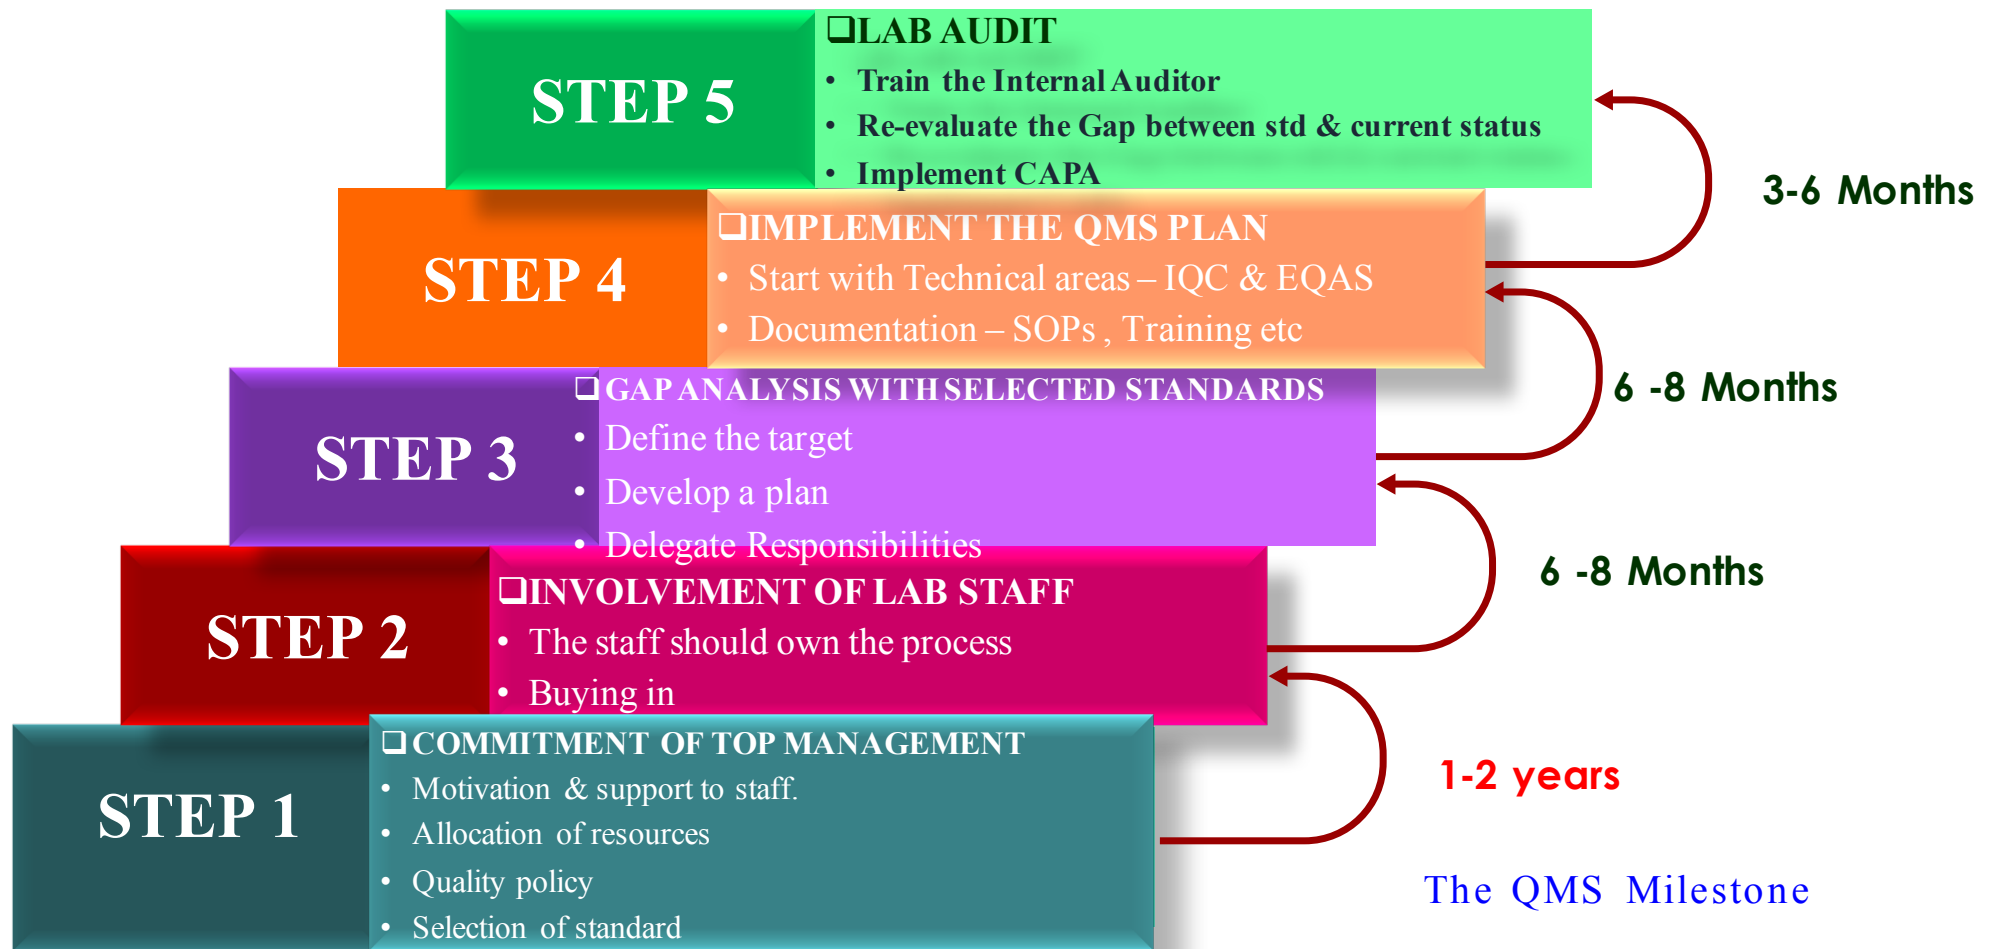 STEP 5
❑LAB AUDIT
• Train the Internal Auditor
• Re-evaluate the Gap between std & current status
• Implement CAPA
3-6 Months
STEP 4
❑IMPLEMENT THE QMS PLAN
• Start with Technical areas – IQC & EQAS
• Documentation – SOPs , Training etc
6 -8 Months
STEP 3
❑ GAP ANALYSIS WITH SELECTED STANDARDS
• Define the target
• Develop a plan
• Delegate Responsibilities
6 -8 Months
STEP 2
❑INVOLVEMENT OF LAB STAFF
• The staff should own the process
• Buying in
1-2 years
STEP 1
❑ COMMITMENT OF TOP MANAGEMENT
• Motivation & support to staff.
• Allocation of resources
• Quality policy
• Selection of standard
The QMS Milestone